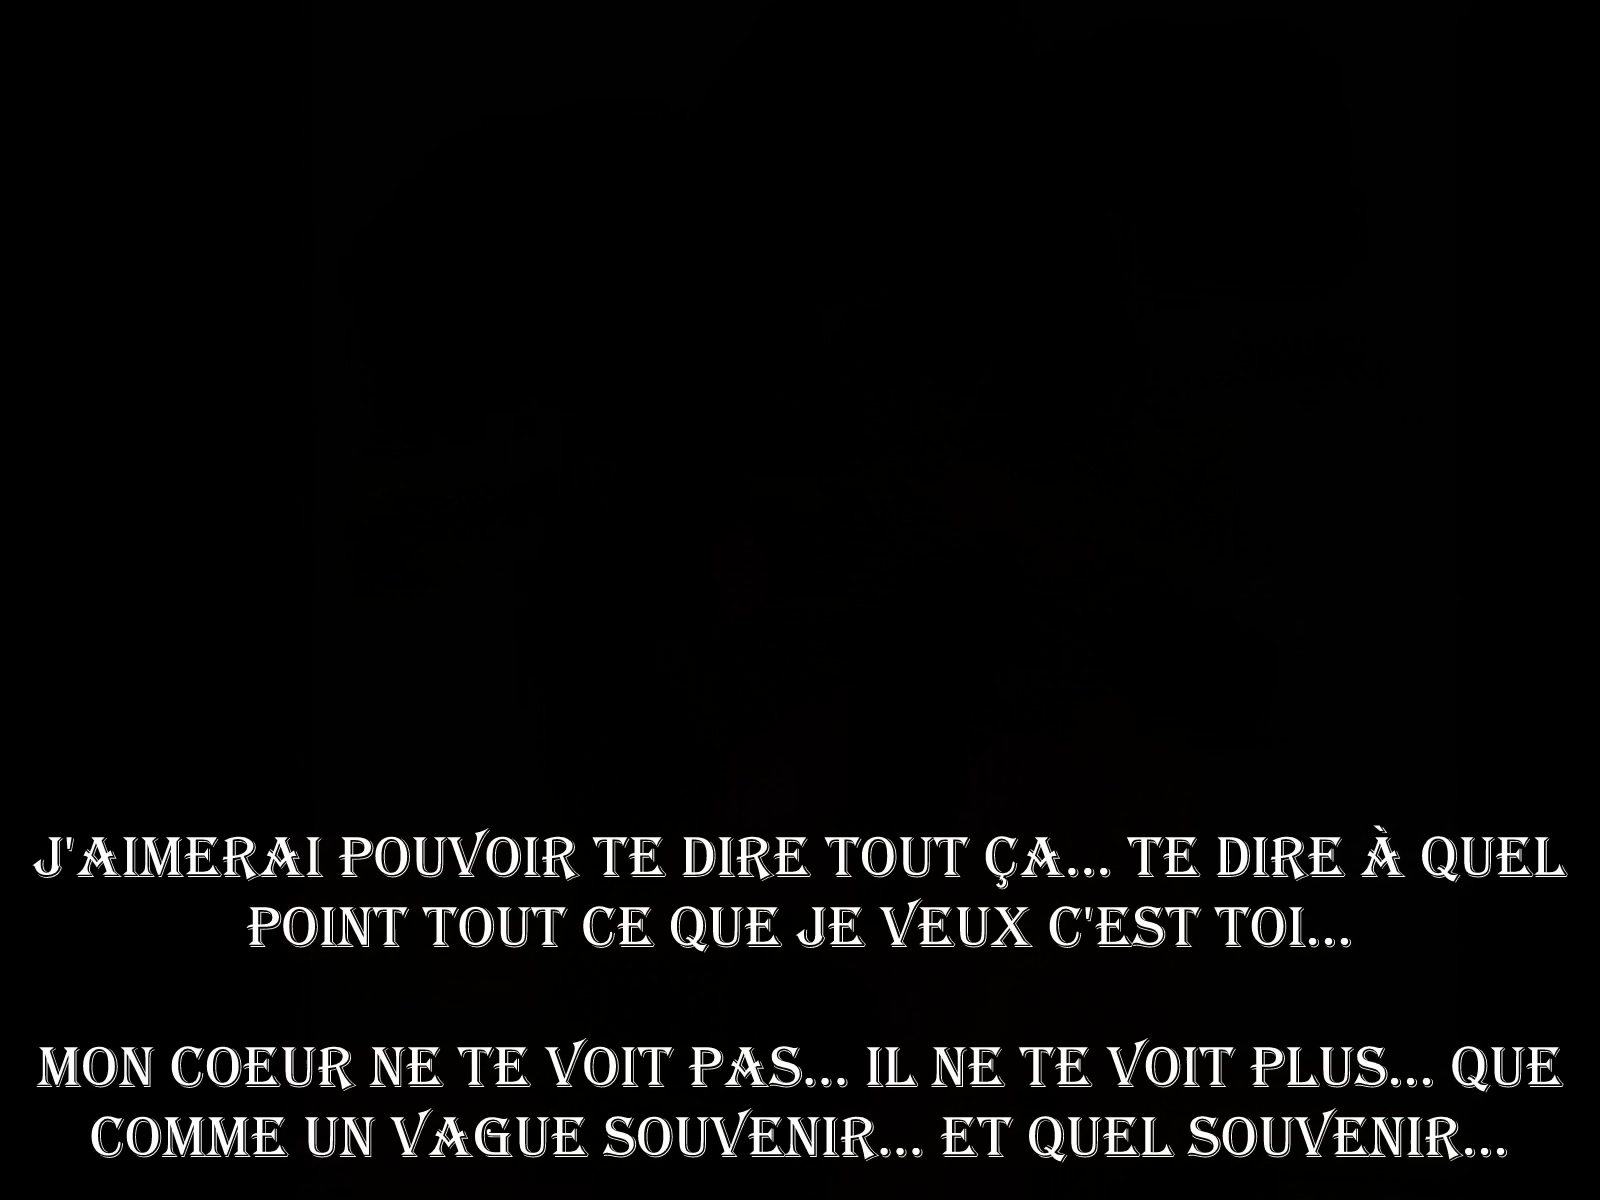 J'AIMERAI POUVOIR TE DIRE TOUT ÇA... TE DIRE À QUEL
POINT TOUT CE QUE JE VEUX C'EST TOI...
MON COEUR NE TE VOIT PAS... IL NE TE VOIT PLUS... QUE
COMME UN VAGUE SOUVENIR... ET QUEL SOUVENIR...